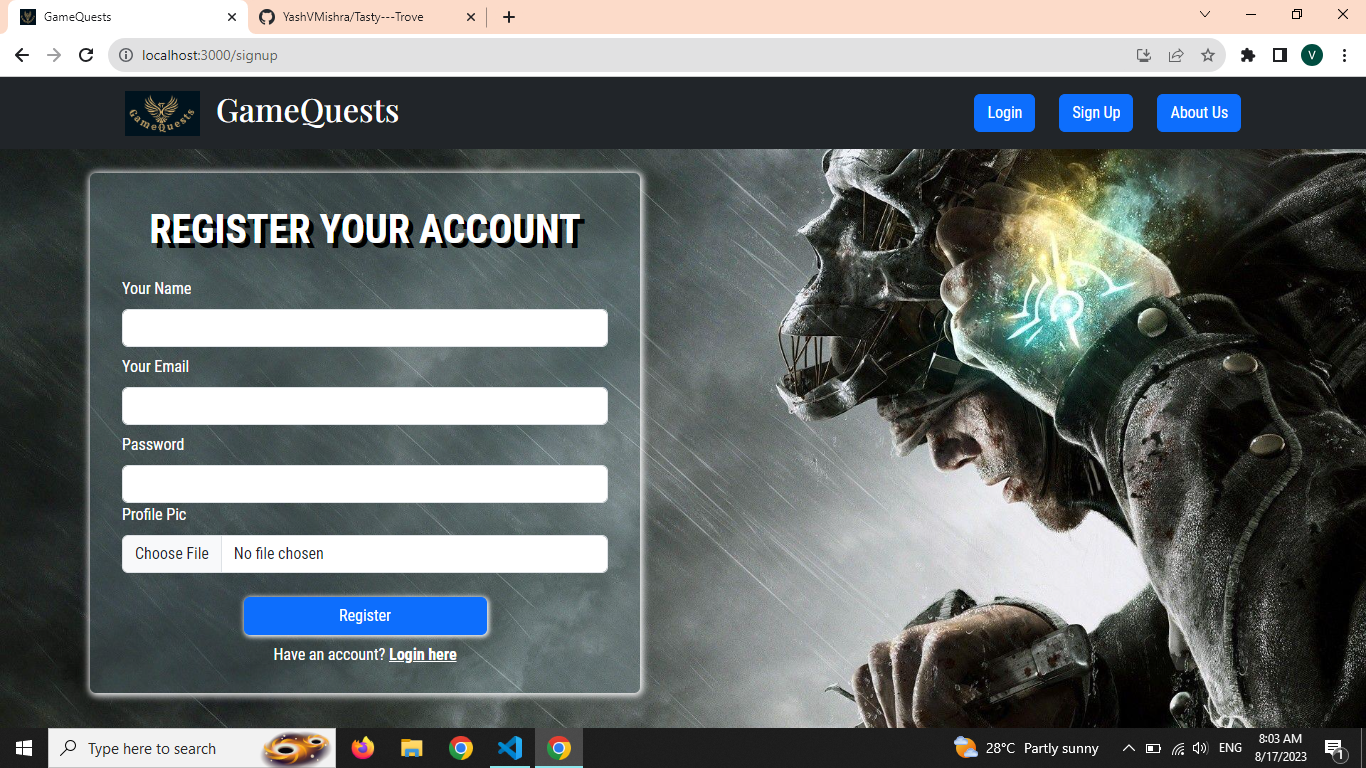 GameQuests
YashVMishra/Tasty---Trove
localhost:3000/signup
V
GameQuests
GameQuests
Login
Sign Up
About Us
REGISTER YOUR ACCOUNT
Your Name
Your Email
Password
Profile Pic
Choose File No file chosen
Register
Have an account? Login here
Type here to search
28°C Partly sunny
ENG
8:03 AM
8/17/2023
1